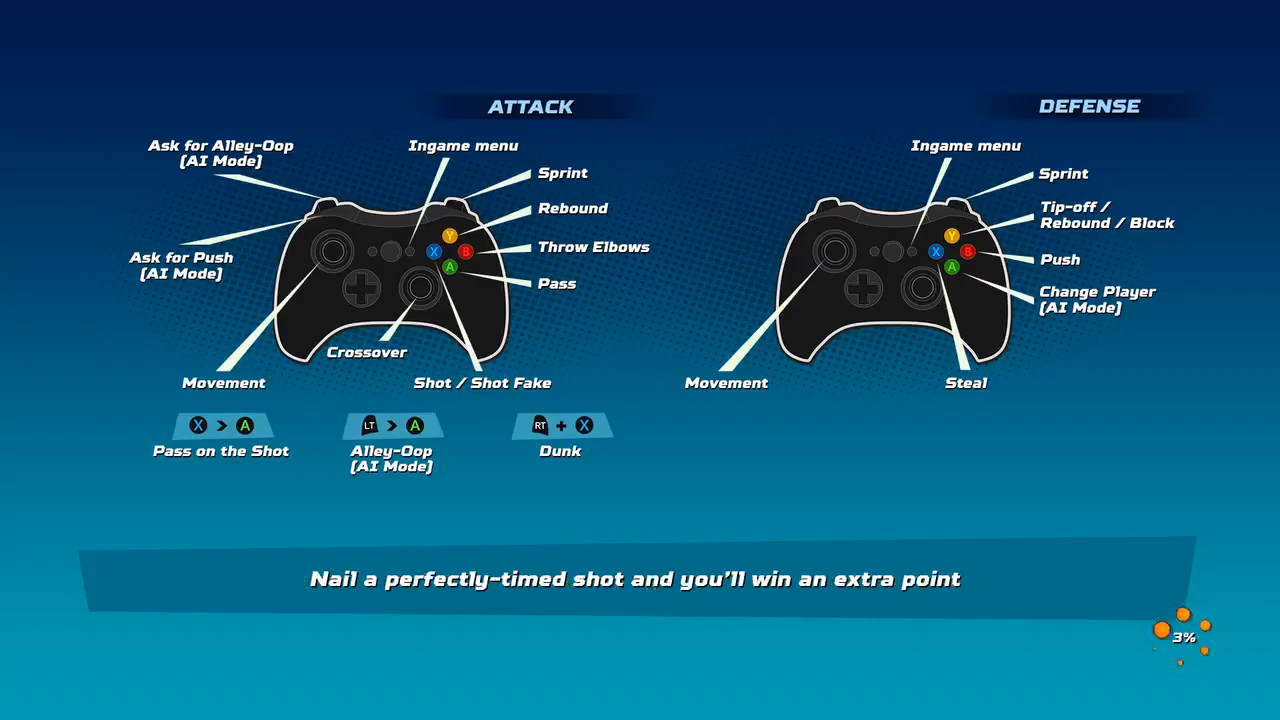 ATTACK
Ask for Alley-Oop
[AI Mode]
Ingame menu
Sprint
Rebound
Throw Elbows
Pass
Ask for Push
[AI Mode]
Y
X
B
A
Crossover
Movement
Shot / Shot Fake
X > A
Pass on the Shot
LT > A
Alley-Oop
[AI Mode]
RT + X
Dunk
DEFENSE
Ingame menu
Sprint
Tip-off /
Rebound / Block
Push
Change Player
[AI Mode]
Y
X
B
A
Movement
Steal
Nail a perfectly-timed shot and you'll win an extra point
3%